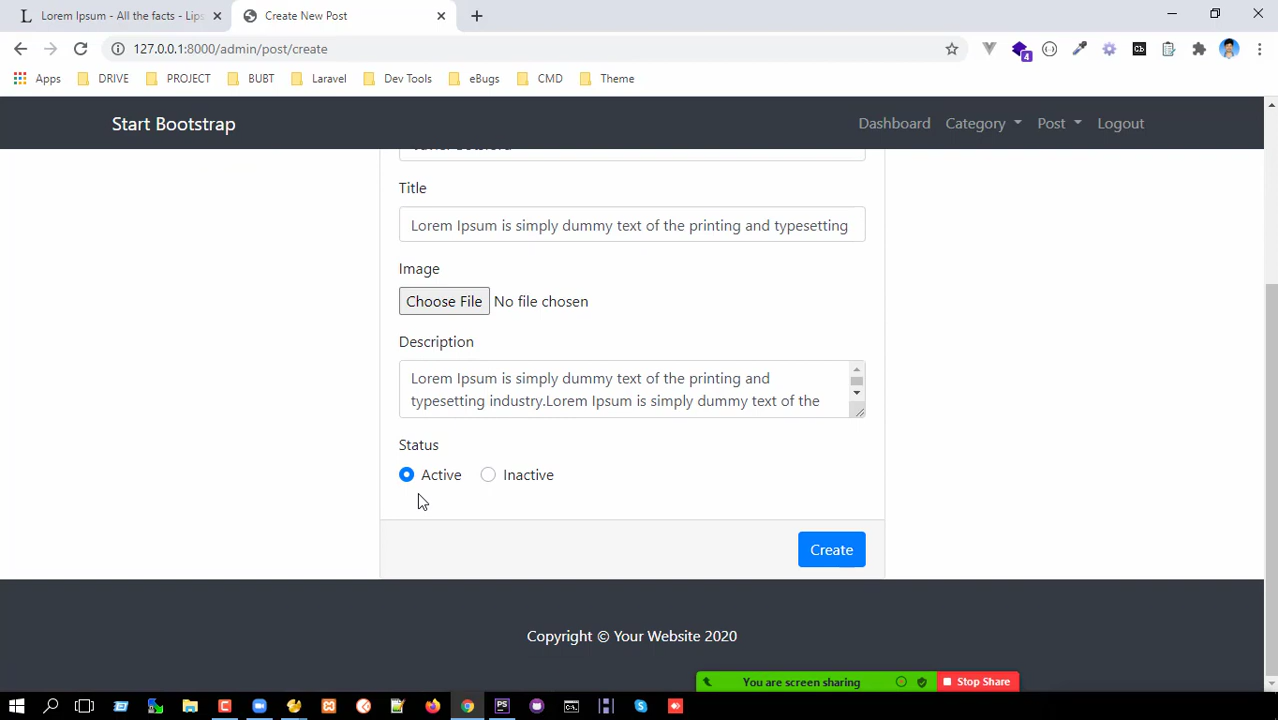 Lorem Ipsum - All the facts - Lips
Create New Post
127.0.0.1:8000/admin/post/create
4
Cb
Apps
DRIVE
PROJECT
BUBT
Laravel
Dev Tools
eBugs
CMD
Theme
Start Bootstrap
Dashboard
Category
Post
Logout
Title
Lorem Ipsum is simply dummy text of the printing and typesetting
Image
Choose File No file chosen
Description
Lorem Ipsum is simply dummy text of the printing and
typesetting industry.Lorem Ipsum is simply dummy text of the
Status
Active
Inactive
Create
Copyright © Your Website 2020
You are screen sharing
Stop Share